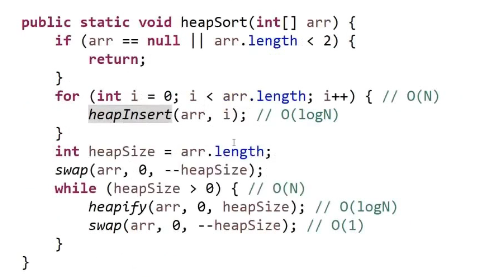 public static void heapSort(int[] arr) {
    if (arr == null || arr.length < 2) {
        return;
    }
    for (int i = 0; i < arr.length; i++) { // O(N)
        heapInsert(arr, i); // O(logN)
    }
    int heapSize = arr.length;
    swap(arr, 0, --heapSize);
    while (heapSize > 0) { // O(N)
        heapify(arr, 0, heapSize); // O(logN)
        swap(arr, 0, --heapSize); // O(1)
    }
}